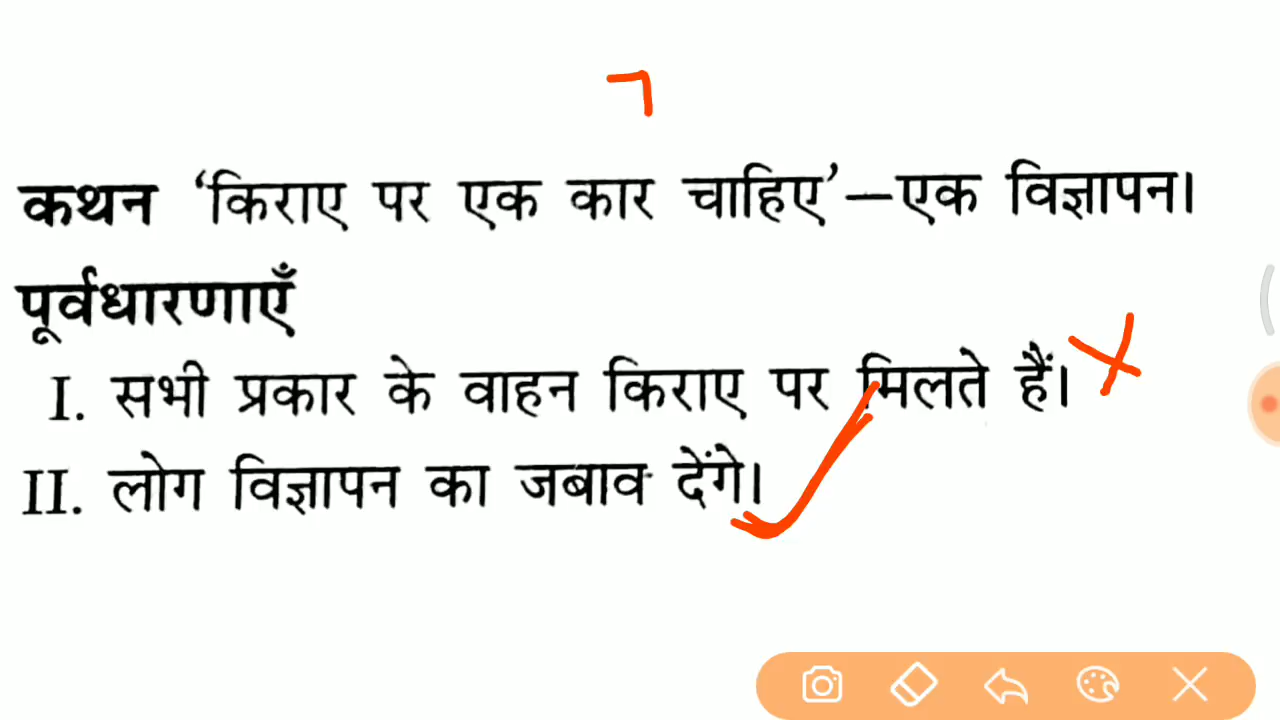 कथन ‘किराए पर एक कार चाहिए’—एक विज्ञापन।
पूर्वधारणाएँ
I. सभी प्रकार के वाहन किराए पर मिलते हैं।
II. लोग विज्ञापन का जबाव देंगे।